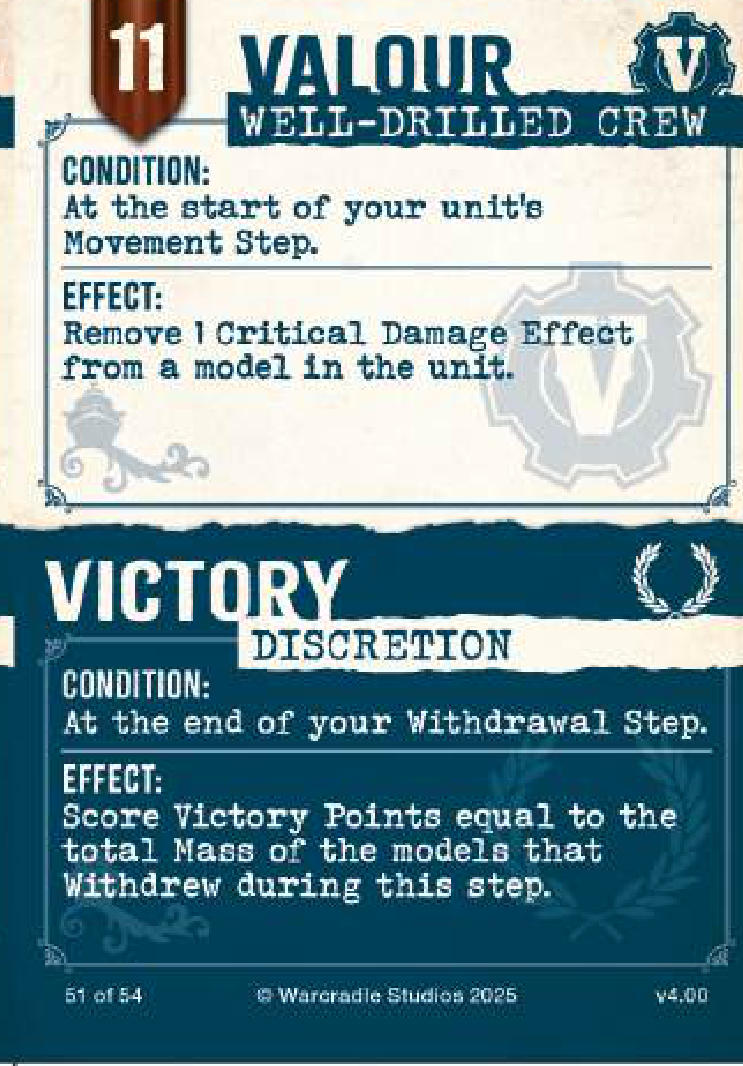 11
VALOUR
V
WELL-DRILLED CREW
CONDITION:
At the start of your unit's
Movement Step.
EFFECT:
Remove 1 Critical Damage Effect
from a model in the unit.
V
VICTORY
DISCRETION
CONDITION:
At the end of your Withdrawal Step.
EFFECT:
Score Victory Points equal to the
total Mass of the models that
Withdrew during this step.
51 of 54 © Warcradle Studios 2025 v4.00